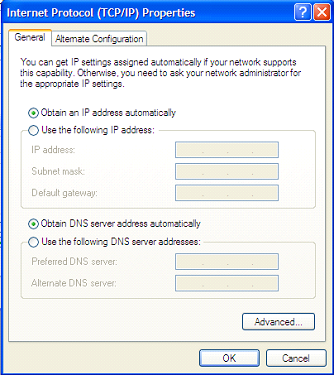 Internet Protocol (TCP/IP) Properties
General
Alternate Configuration
You can get IP settings assigned automatically if your network supports
this capability. Otherwise, you need to ask your network administrator for
the appropriate IP settings.
Obtain an IP address automatically
Use the following IP address:
IP address:
Subnet mask:
Default gateway:
Obtain DNS server address automatically
Use the following DNS server addresses:
Preferred DNS server:
Alternate DNS server:
Advanced...
OK
Cancel